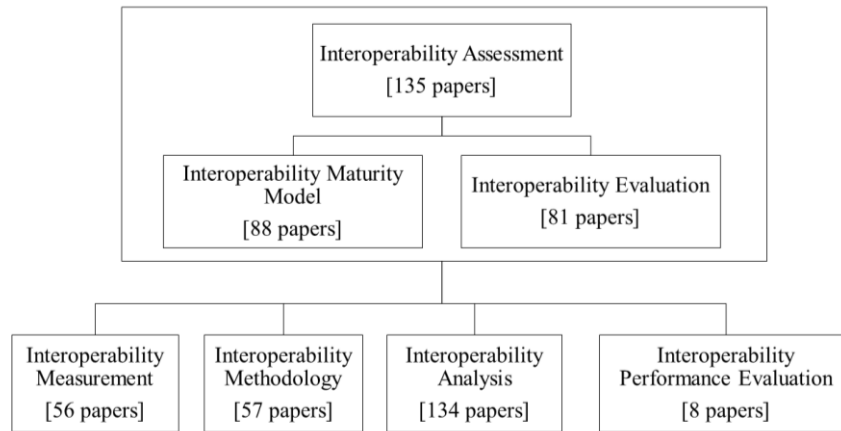 Interoperability Assessment
[135 papers]
Interoperability Maturity
Model
[88 papers]
Interoperability Evaluation
[81 papers]
Interoperability
Measurement
[56 papers]
Interoperability
Methodology
[57 papers]
Interoperability
Analysis
[134 papers]
Interoperability
Performance Evaluation
[8 papers]